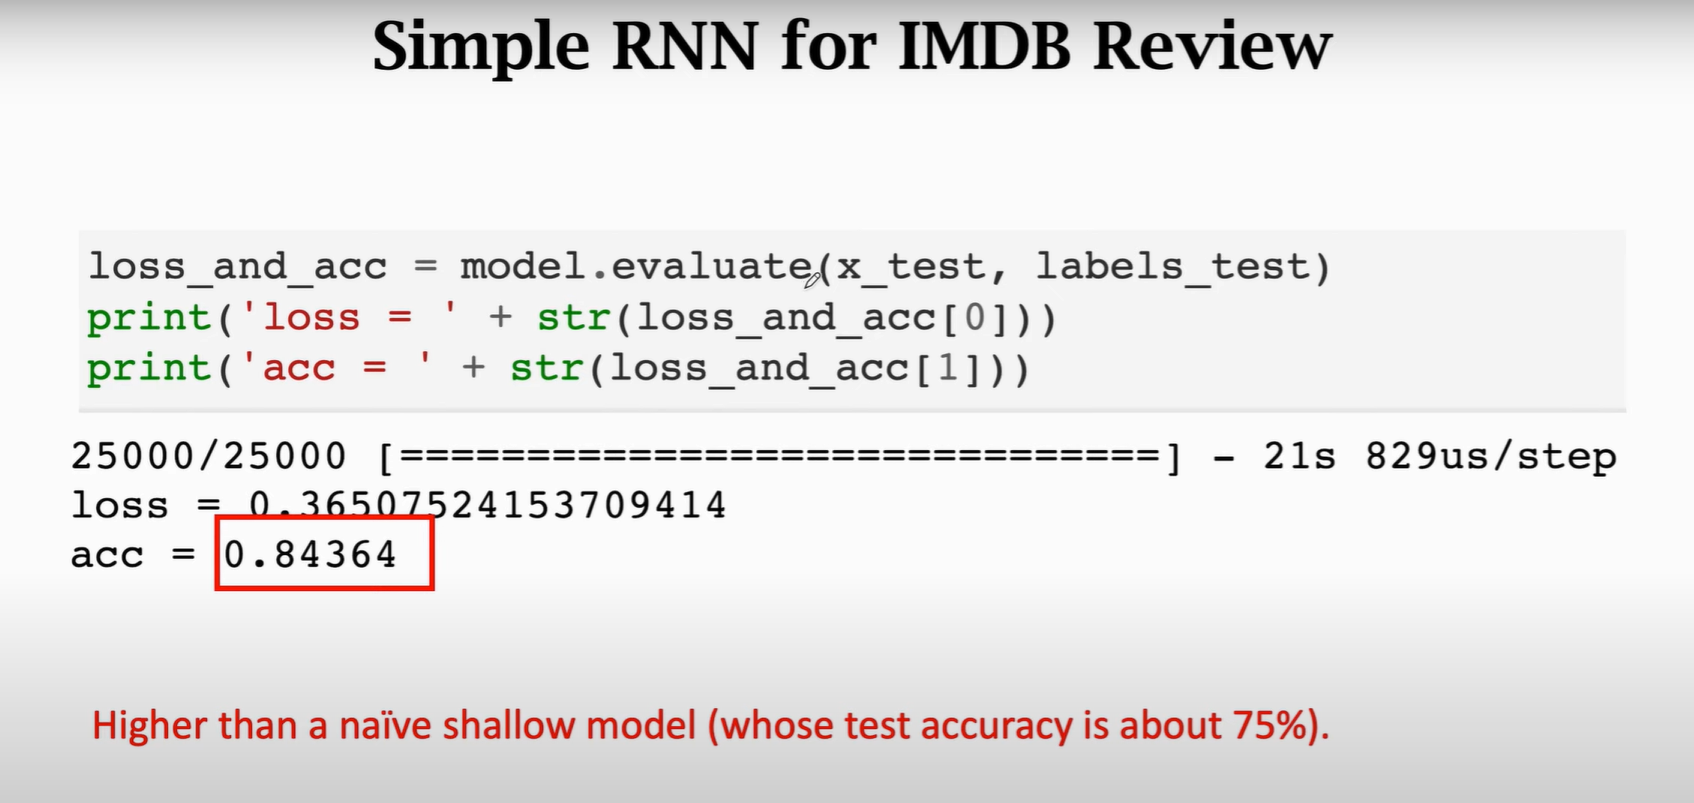 Simple RNN for IMDB Review
loss_and_acc = model.evaluate(x_test, labels_test)
print('loss = ' + str(loss_and_acc[0]))
print('acc = ' + str(loss_and_acc[1]))
25000/25000 [==============================] - 21s 829us/step
loss = 0.36507524153709414
acc = 0.84364
Higher than a naïve shallow model (whose test accuracy is about 75%).